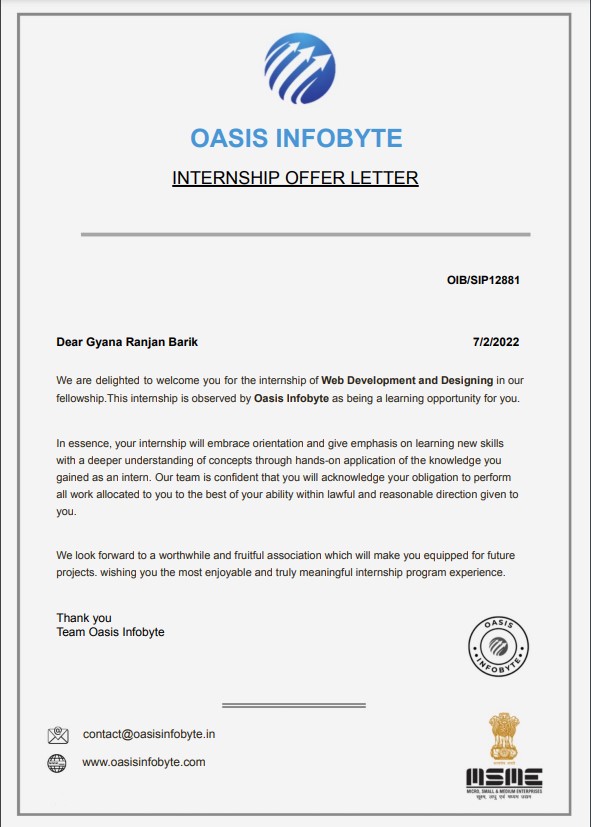 OASIS INFOBYTE
INTERNSHIP OFFER LETTER
OIB/SIP12881
Dear Gyana Ranjan Barik 7/2/2022
We are delighted to welcome you for the internship of Web Development and Designing in our
fellowship.This internship is observed by Oasis Infobyte as being a learning opportunity for you.
In essence, your internship will embrace orientation and give emphasis on learning new skills
with a deeper understanding of concepts through hands-on application of the knowledge you
gained as an intern. Our team is confident that you will acknowledge your obligation to perform
all work allocated to you to the best of your ability within lawful and reasonable direction given to
you.
We look forward to a worthwhile and fruitful association which will make you equipped for future
projects. wishing you the most enjoyable and truly meaningful internship program experience.
Thank you
Team Oasis Infobyte
OASIS
INFOBYTE
contact@oasisinfobyte.in
www.oasisinfobyte.com
MSME
MICRO, SMALL & MEDIUM ENTERPRISES
सूक्ष्म, लघु एवं मध्यम उद्यम